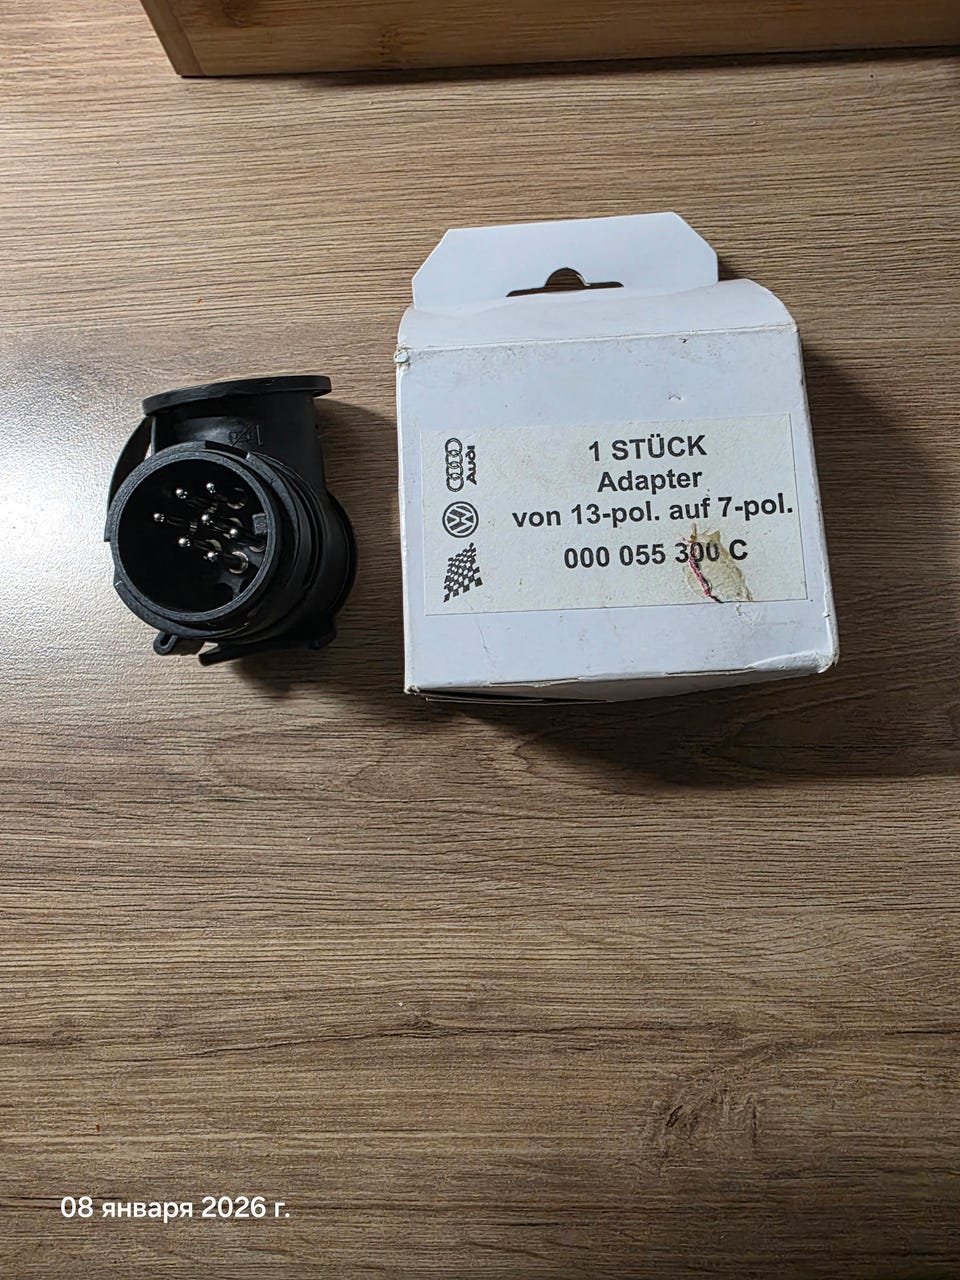 1 STÜCK
Adapter
von 13-pol. auf 7-pol.
000 055 300 C
Audi
08 января 2026 г.